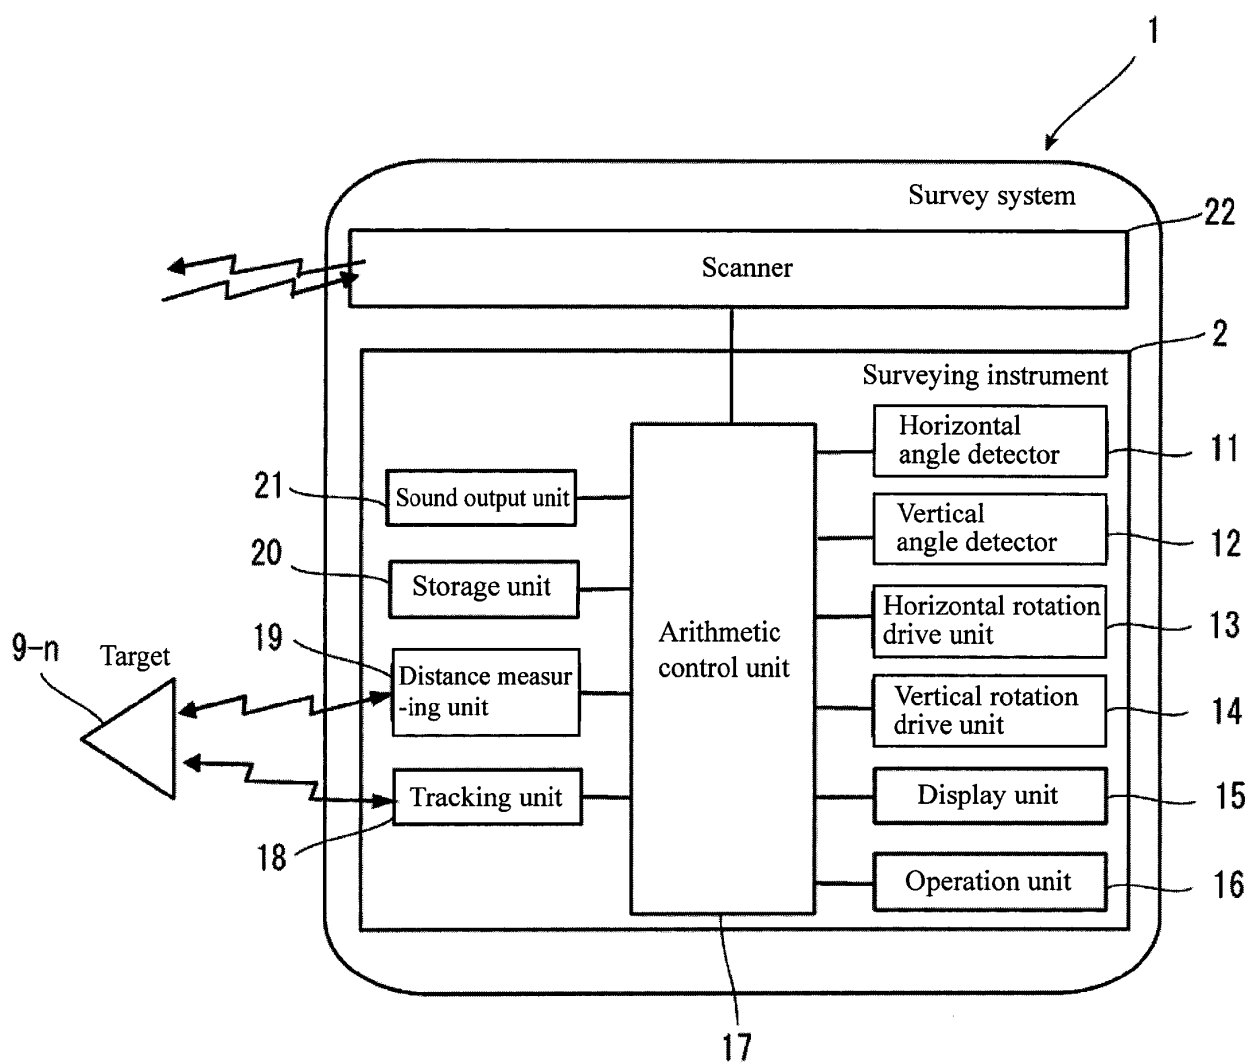 1
Survey system
22
Scanner
2
Surveying instrument
Horizontal
angle detector
11
21
Sound output unit
Vertical
angle detector
12
20
Storage unit
Horizontal rotation
drive unit
13
Arithmetic
control unit
9-n
Target
19
Distance measur
-ing unit
Vertical rotation
drive unit
14
Tracking unit
18
Display unit
15
Operation unit
16
17